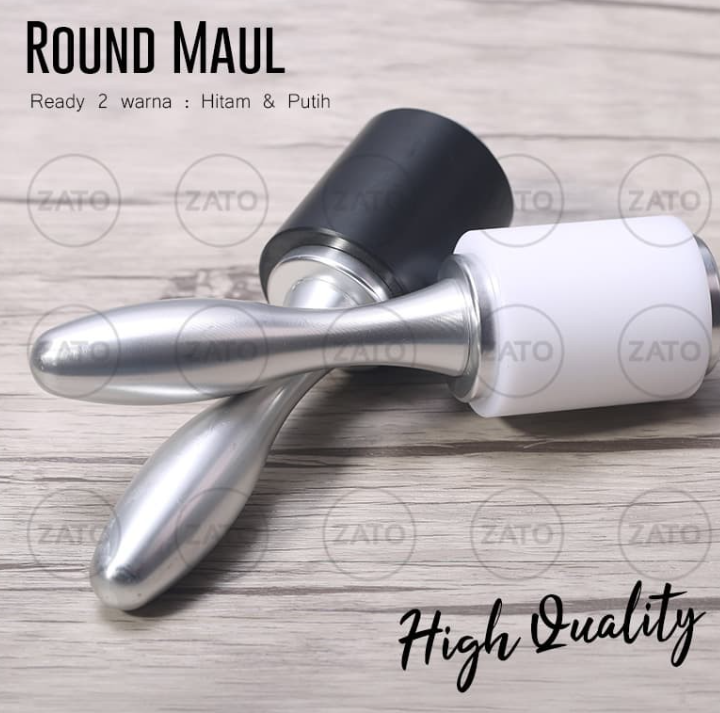 ROUND MAUL
Ready 2 warna : Hitam & Putih
ZATO ZATO ZATO ZATO ZATO
ZATO ZATO ZATO ZATO ZATO
ZATO ZATO ZATO ZATO ZATO
High Quality